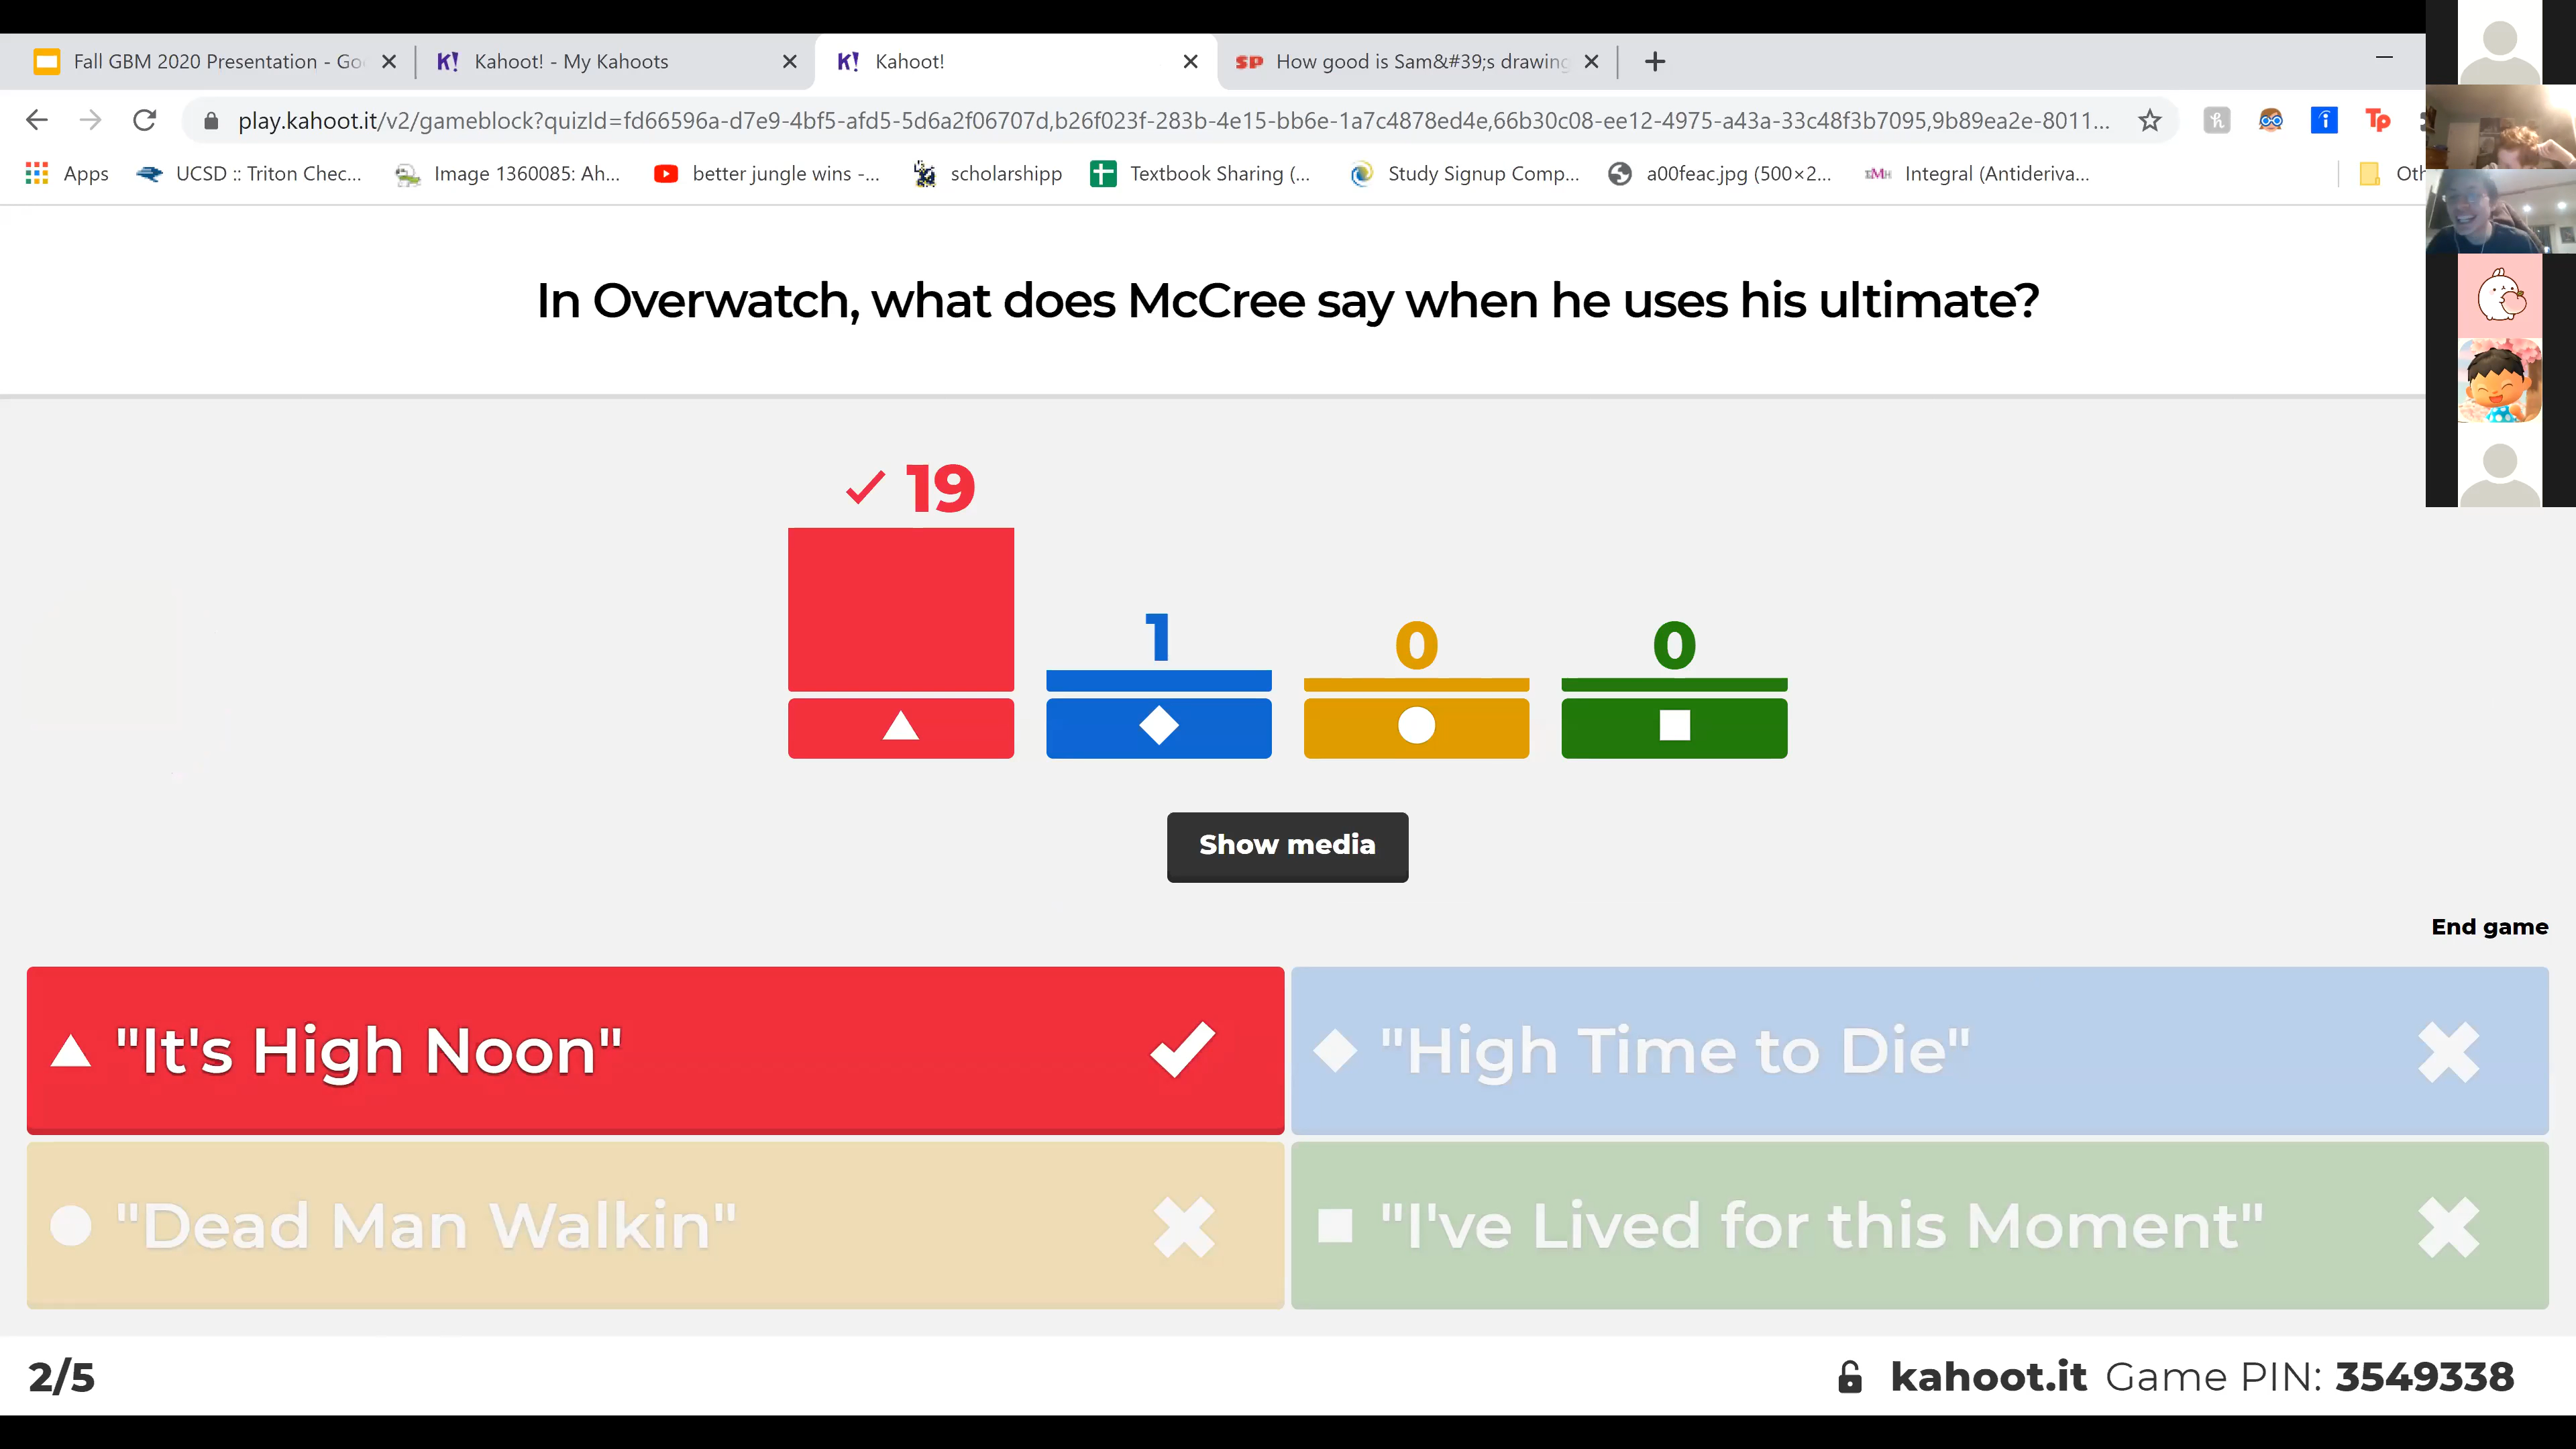 Fall GBM 2020 Presentation - Goo
K! Kahoot! - My Kahoots
K! Kahoot!
SP How good is Sam&#39;s drawing
play.kahoot.it/v2/gameblock?quizId=fd66596a-d7e9-4bf5-afd5-5d6a2f06707d,b26f023f-283b-4e15-bb6e-1a7c4878ed4e,66b30c08-ee12-4975-a43a-33c48f3b7095,9b89ea2e-8011...
h
i
Tp
Apps
UCSD :: Triton Chec...
Image 1360085: Ah...
better jungle wins -...
scholarshipp
Textbook Sharing (...
Study Signup Comp...
a00feac.jpg (500×2...
Integral (Antideriva...
Oth
In Overwatch, what does McCree say when he uses his ultimate?
19
1
0
0
Show media
End game
"It's High Noon"
"High Time to Die"
"Dead Man Walkin"
"I've Lived for this Moment"
2/5
kahoot.it Game PIN: 3549338